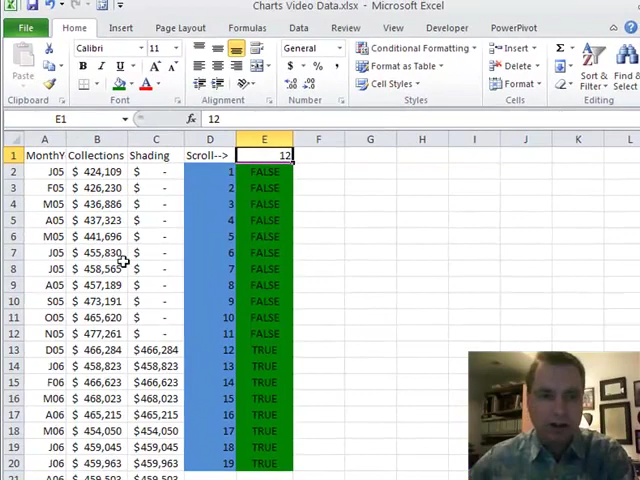 Charts Video Data.xlsx - Microsoft Excel
File Home Insert Page Layout Formulas Data Review View Developer PowerPivot
Paste
Calibri 11
B I U A
General
$ % ,
Conditional Formatting
Format as Table
Cell Styles
Insert
Delete
Format
Σ
Sort & Filter
Find & Select
Clipboard Font Alignment Number Styles Cells Editing
E1 fx 12
A B C D E F G H I J K L
1 MonthY Collections Shading Scroll--> 12
2 J05 $ 424,109 $ - 1 FALSE
3 F05 $ 426,230 $ - 2 FALSE
4 M05 $ 436,886 $ - 3 FALSE
5 A05 $ 437,323 $ - 4 FALSE
6 M05 $ 441,696 $ - 5 FALSE
7 J05 $ 455,830 $ - 6 FALSE
8 J05 $ 458,565 $ - 7 FALSE
9 A05 $ 457,189 $ - 8 FALSE
10 S05 $ 473,191 $ - 9 FALSE
11 O05 $ 465,620 $ - 10 FALSE
12 N05 $ 477,261 $ - 11 FALSE
13 D05 $ 466,284 $466,284 12 TRUE
14 J06 $ 458,823 $458,823 13 TRUE
15 F06 $ 466,623 $466,623 14 TRUE
16 M06 $ 468,023 $468,023 15 TRUE
17 A06 $ 465,215 $465,215 16 TRUE
18 M06 $ 454,050 $454,050 17 TRUE
19 J06 $ 459,045 $459,045 18 TRUE
20 J06 $ 459,963 $459,963 19 TRUE